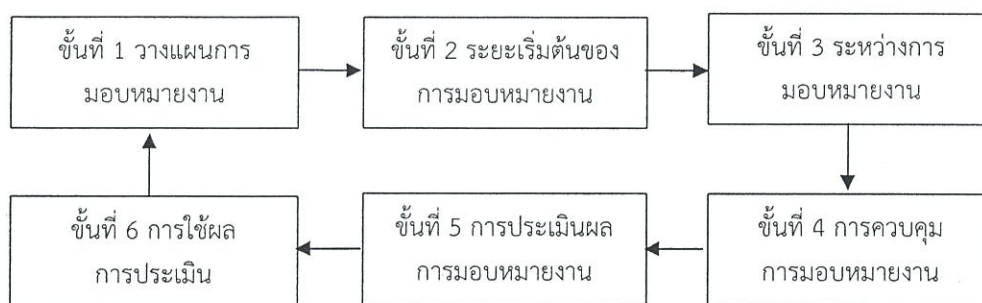 ขั้นที่ 1 วางแผนการ
มอบหมายงาน
ขั้นที่ 2 ระยะเริ่มต้นของ
การมอบหมายงาน
ขั้นที่ 3 ระหว่างการ
มอบหมายงาน
ขั้นที่ 4 การควบคุม
การมอบหมายงาน
ขั้นที่ 5 การประเมินผล
การมอบหมายงาน
ขั้นที่ 6 การใช้ผล
การประเมิน